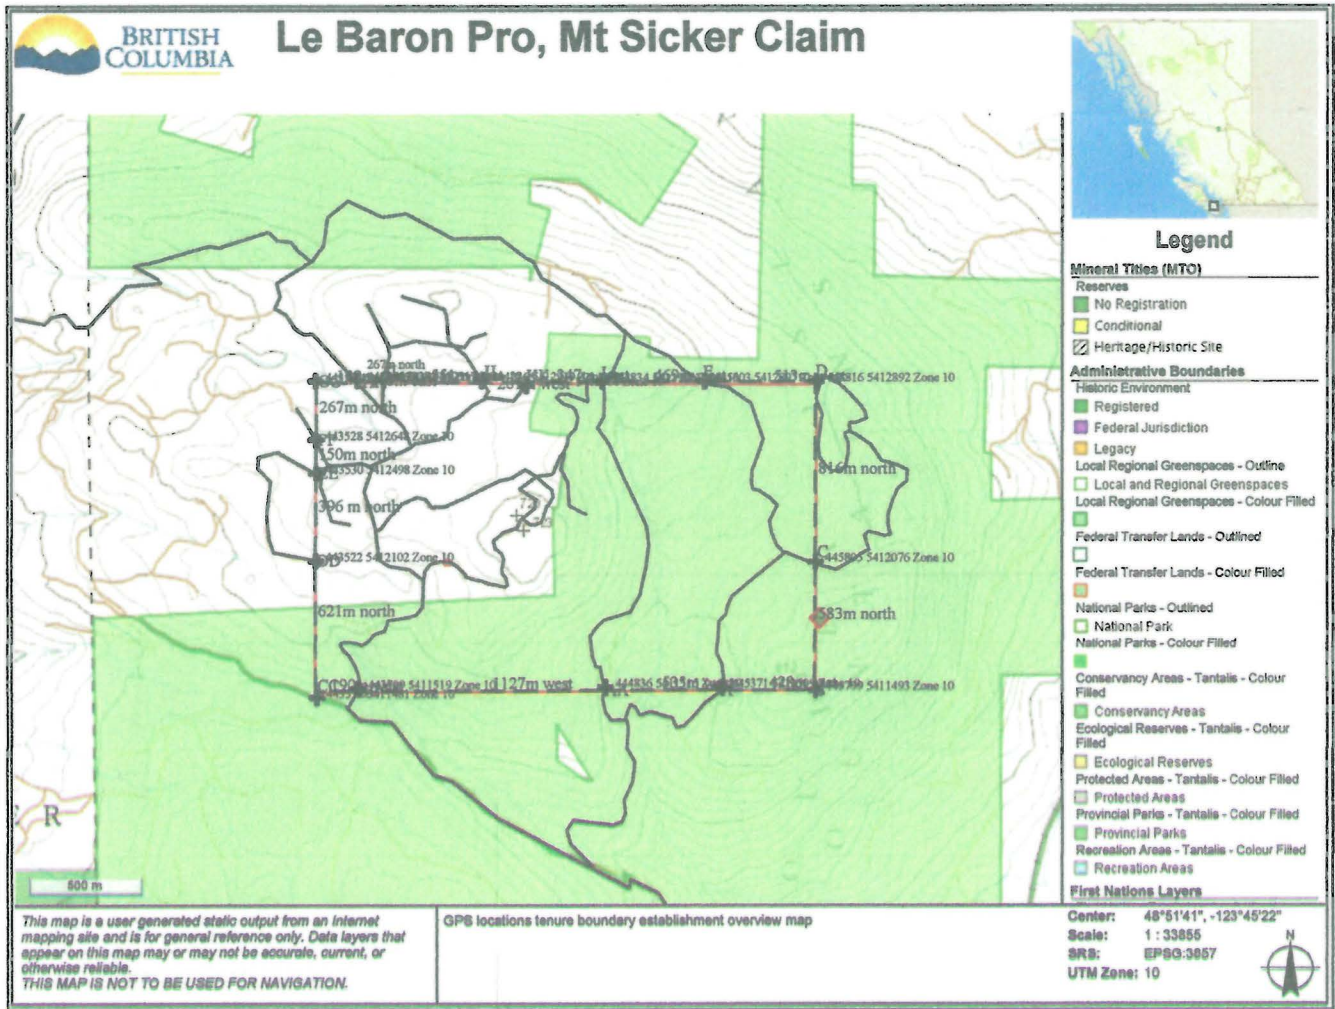 BRITISH
COLUMBIA
Le Baron Pro, Mt Sicker Claim
267m north
267m north
443528 5412648 Zone 10
150m north
443530 5412498 Zone 10
396 m north
443522 5412102 Zone 10
DD
621m north
CC
5411519 Zone 10
1127m west
444836
A
H
west
D
5412892 Zone 10
816m north
C
5412076 Zone 10
583m north
5411493 Zone 10
E R
500 m
Legend
Mineral Titles (MTO)
Reserves
No Registration
Conditional
Heritage/Historic Site
Administrative Boundaries
Historic Environment
Registered
Federal Jurisdiction
Legacy
Local Regional Greenspaces - Outline
Local and Regional Greenspaces
Local Regional Greenspaces - Colour Filled
Federal Transfer Lands - Outlined
Federal Transfer Lands - Colour Filled
National Parks - Outlined
National Park
National Parks - Colour Filled
Conservancy Areas - Tantalis - Colour
Filled
Conservancy Areas
Ecological Reserves - Tantalis - Colour
Filled
Ecological Reserves
Protected Areas - Tantalis - Colour Filled
Protected Areas
Provincial Parks - Tantalis - Colour Filled
Provincial Parks
Recreation Areas - Tantalis - Colour Filled
Recreation Areas
First Nations Layers
This map is a user generated static output from an Internet
mapping site and is for general reference only. Data layers that
appear on this map may or may not be accurate, current, or
otherwise reliable.
THIS MAP IS NOT TO BE USED FOR NAVIGATION.
GPS locations tenure boundary establishment overview map
Center: 48°51'41", -123°45'22"
Scale: 1 : 33855
SRS: EPSG:3857
UTM Zone: 10
N